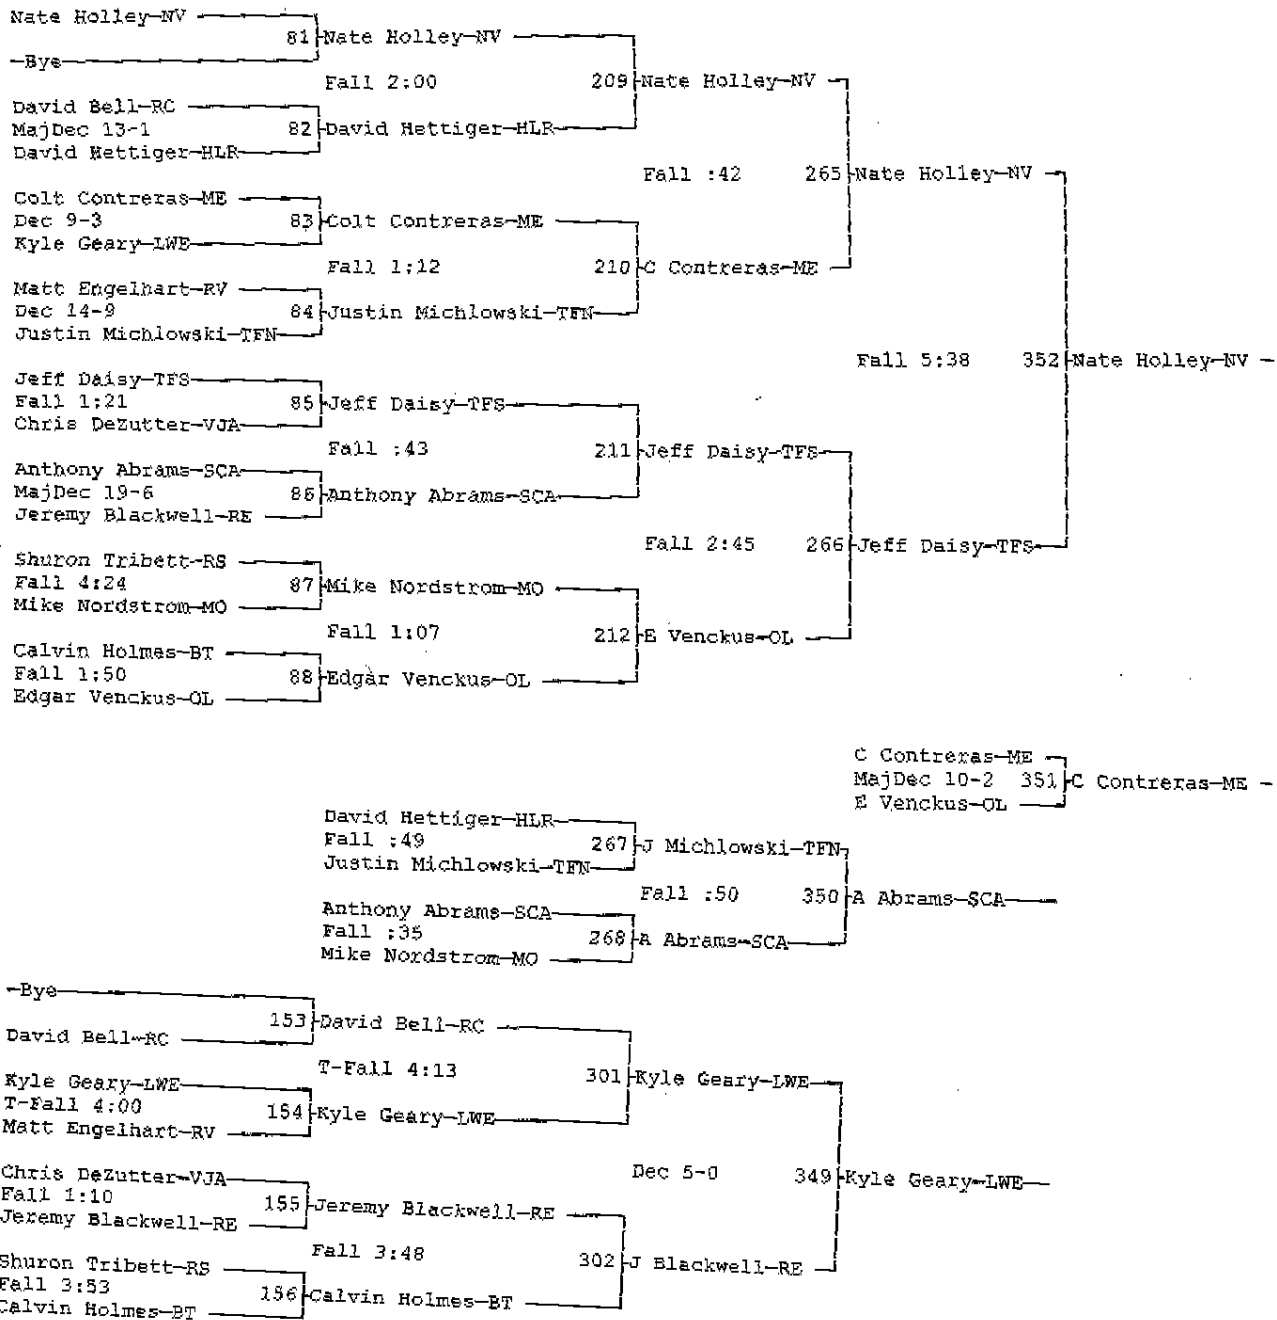 Nate Holley-NV
81 Nate Holley-NV
-Bye
Fall 2:00 209 Nate Holley-NV
David Bell-RC
MajDec 13-1 82 David Hettiger-HLR
David Hettiger-HLR
Fall :42 265 Nate Holley-NV
Colt Contreras-ME
Dec 9-3 83 Colt Contreras-ME
Kyle Geary-LWE
Fall 1:12 210 C Contreras-ME
Matt Engelhart-RV
Dec 14-9 84 Justin Michlowski-TFN
Justin Michlowski-TFN
Fall 5:38 352 Nate Holley-NV
Jeff Daisy-TFS
Fall 1:21 85 Jeff Daisy-TFS
Chris DeZutter-VJA
Fall :43 211 Jeff Daisy-TFS
Anthony Abrams-SCA
MajDec 19-6 86 Anthony Abrams-SCA
Jeremy Blackwell-RE
Fall 2:45 266 Jeff Daisy-TFS
Shuron Tribett-RS
Fall 4:24 87 Mike Nordstrom-MO
Mike Nordstrom-MO
Fall 1:07 212 E Venckus-OL
Calvin Holmes-BT
Fall 1:50 88 Edgar Venckus-OL
Edgar Venckus-OL
C Contreras-ME
MajDec 10-2 351 C Contreras-ME
E Venckus-OL
David Hettiger-HLR
Fall :49 267 J Michlowski-TFN
Justin Michlowski-TFN
Fall :50 350 A Abrams-SCA
Anthony Abrams-SCA
Fall :35 268 A Abrams-SCA
Mike Nordstrom-MO
-Bye
153 David Bell-RC
David Bell-RC
T-Fall 4:13 301 Kyle Geary-LWE
Kyle Geary-LWE
T-Fall 4:00 154 Kyle Geary-LWE
Matt Engelhart-RV
Dec 5-0 349 Kyle Geary-LWE
Chris DeZutter-VJA
Fall 1:10 155 Jeremy Blackwell-RE
Jeremy Blackwell-RE
Fall 3:48 302 J Blackwell-RE
Shuron Tribett-RS
Fall 3:53 156 Calvin Holmes-BT
Calvin Holmes-BT